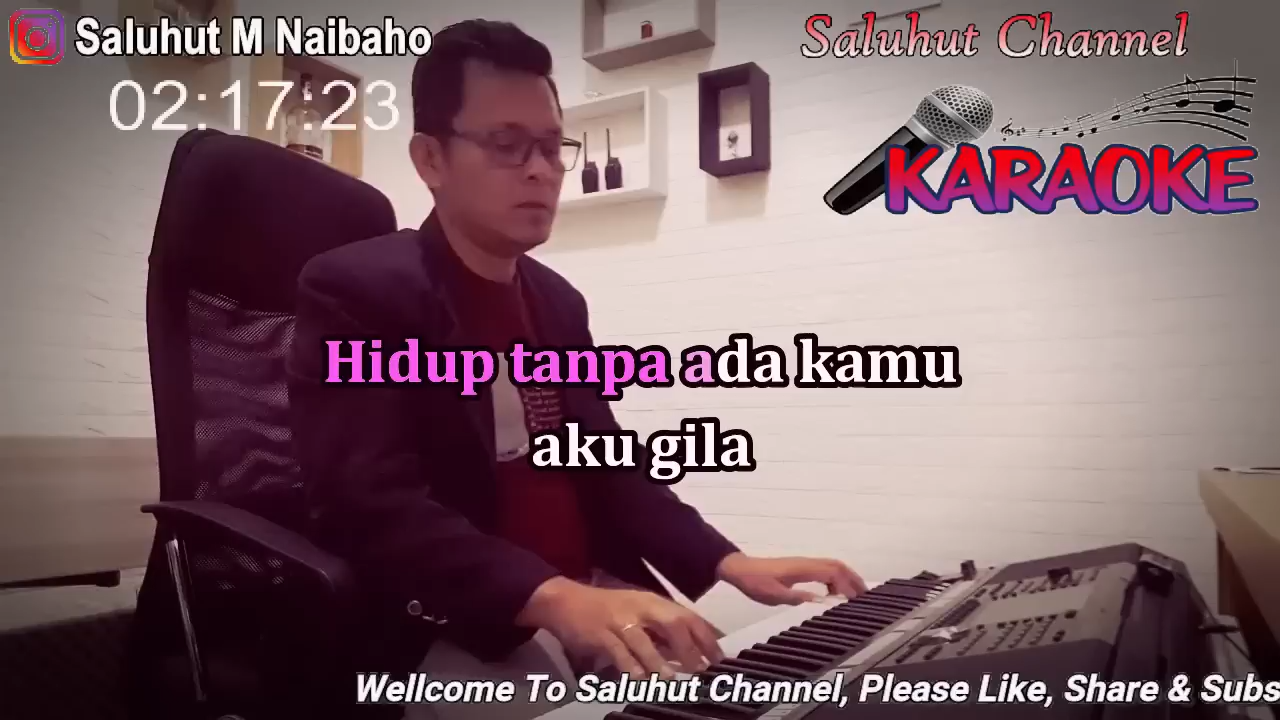 Saluhut M Naibaho
Saluhut Channel
02:17:23
KARAOKE
Hidup tanpa ada kamu
aku gila
Wellcome To Saluhut Channel, Please Like, Share & Subs